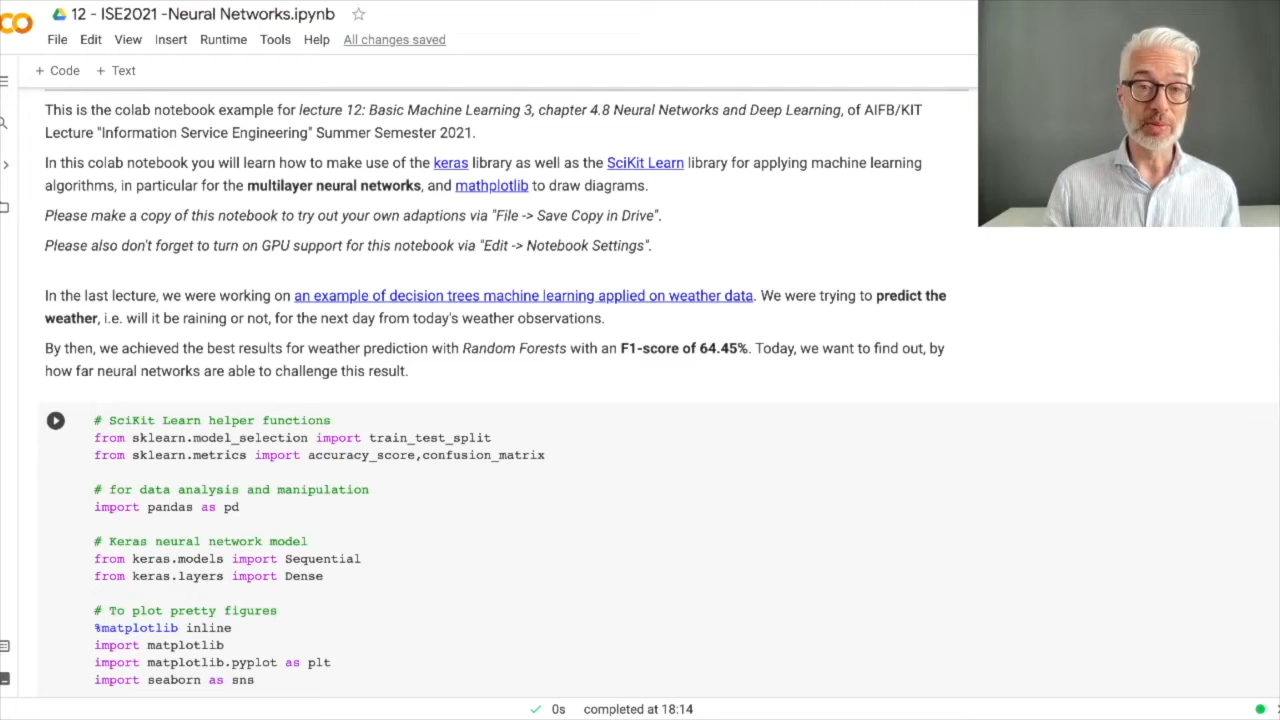 CO
12 - ISE2021 -Neural Networks.ipynb
File Edit View Insert Runtime Tools Help All changes saved
+ Code + Text
This is the colab notebook example for lecture 12: Basic Machine Learning 3, chapter 4.8 Neural Networks and Deep Learning, of AIFB/KIT
Lecture "Information Service Engineering" Summer Semester 2021.
In this colab notebook you will learn how to make use of the keras library as well as the SciKit Learn library for applying machine learning
algorithms, in particular for the multilayer neural networks, and mathplotlib to draw diagrams.
Please make a copy of this notebook to try out your own adaptions via "File -> Save Copy in Drive".
Please also don't forget to turn on GPU support for this notebook via "Edit -> Notebook Settings".
In the last lecture, we were working on an example of decision trees machine learning applied on weather data. We were trying to predict the
weather, i.e. will it be raining or not, for the next day from today's weather observations.
By then, we achieved the best results for weather prediction with Random Forests with an F1-score of 64.45%. Today, we want to find out, by
how far neural networks are able to challenge this result.
# SciKit Learn helper functions
from sklearn.model_selection import train_test_split
from sklearn.metrics import accuracy_score,confusion_matrix
# for data analysis and manipulation
import pandas as pd
# Keras neural network model
from keras.models import Sequential
from keras.layers import Dense
# To plot pretty figures
%matplotlib inline
import matplotlib
import matplotlib.pyplot as plt
import seaborn as sns
0s completed at 18:14